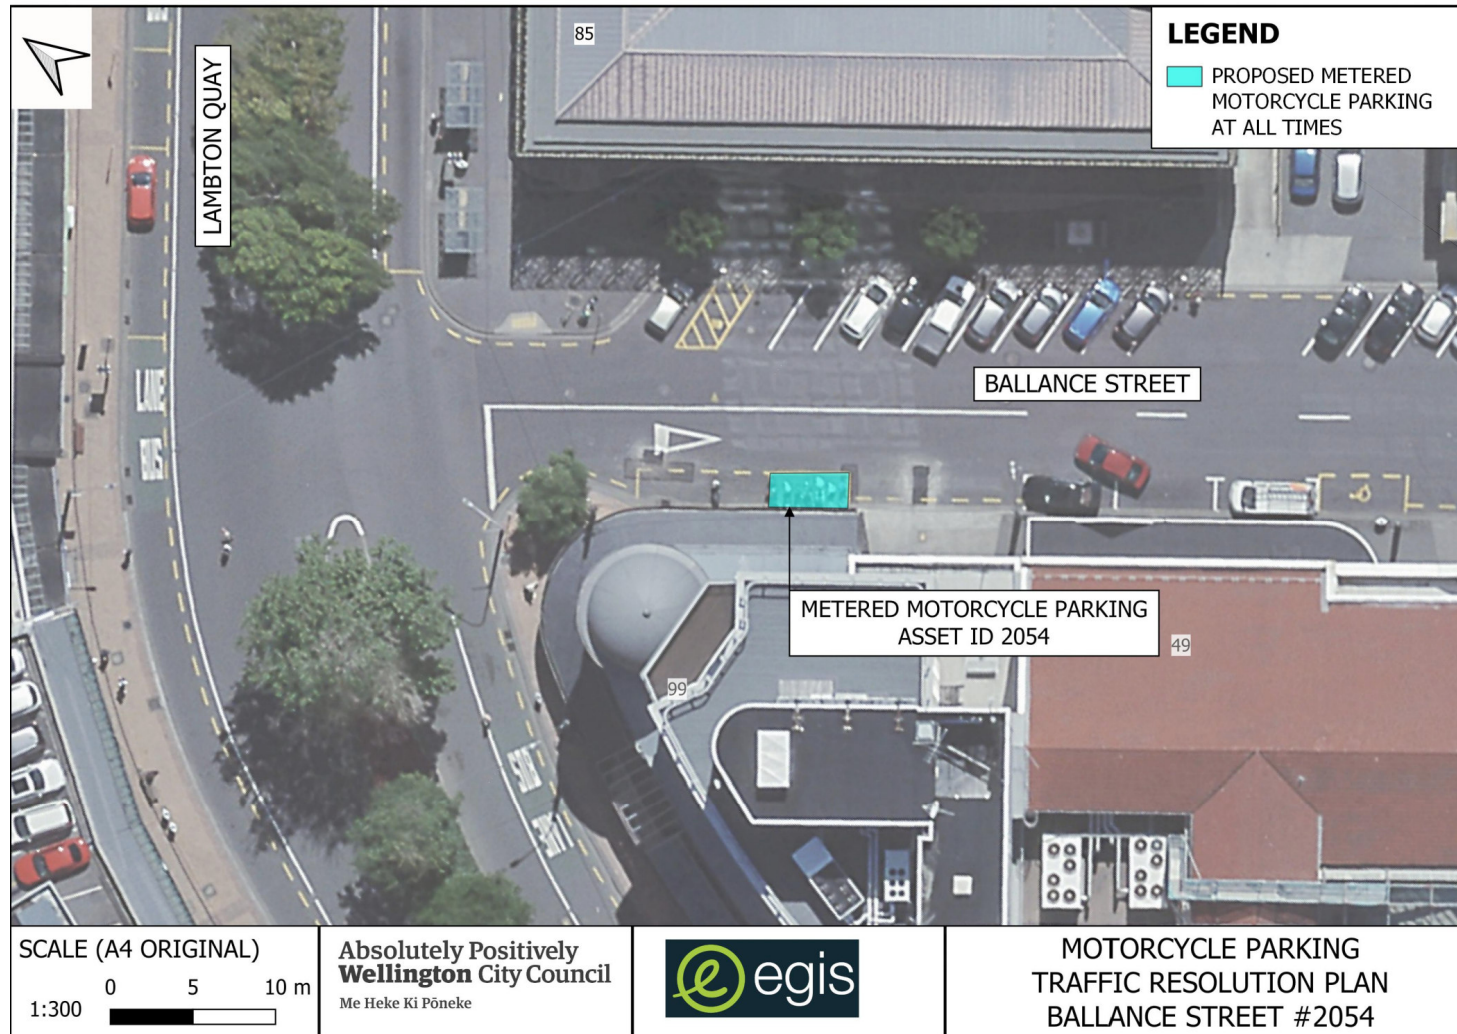 85
LEGEND
PROPOSED METERED
MOTORCYCLE PARKING
AT ALL TIMES
LAMBTON QUAY
BALLANCE STREET
METERED MOTORCYCLE PARKING
ASSET ID 2054
49
99
SCALE (A4 ORIGINAL)
1:300
0 5 10 m
Absolutely Positively
Wellington City Council
Me Heke Ki Pōneke
e egis
MOTORCYCLE PARKING
TRAFFIC RESOLUTION PLAN
BALLANCE STREET #2054